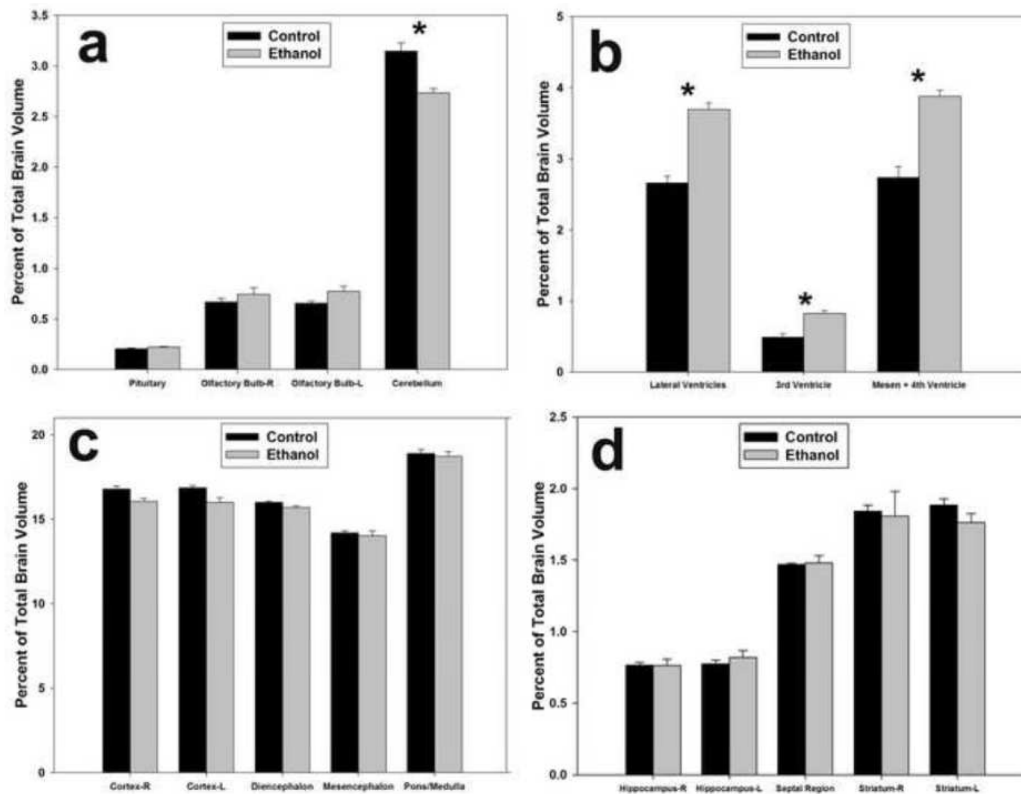 a
Control
Ethanol
*
Percent of Total Brain Volume
3.5
3.0
2.5
2.0
1.5
1.0
0.5
0.0
Pituitary
Olfactory Bulb-R
Olfactory Bulb-L
Cerebellum
b
Control
Ethanol
*
*
*
Percent of Total Brain Volume
5
4
3
2
1
0
Lateral Ventricles
3rd Ventricle
Mesen + 4th Ventricle
c
Control
Ethanol
Percent of Total Brain Volume
20
15
10
5
0
Cortex-R
Cortex-L
Diencephalon
Mesencephalon
Pons/Medulla
d
Control
Ethanol
Percent of Total Brain Volume
2.5
2.0
1.5
1.0
0.5
0.0
Hippocampus-R
Hippocampus-L
Septal Region
Striatum-R
Striatum-L